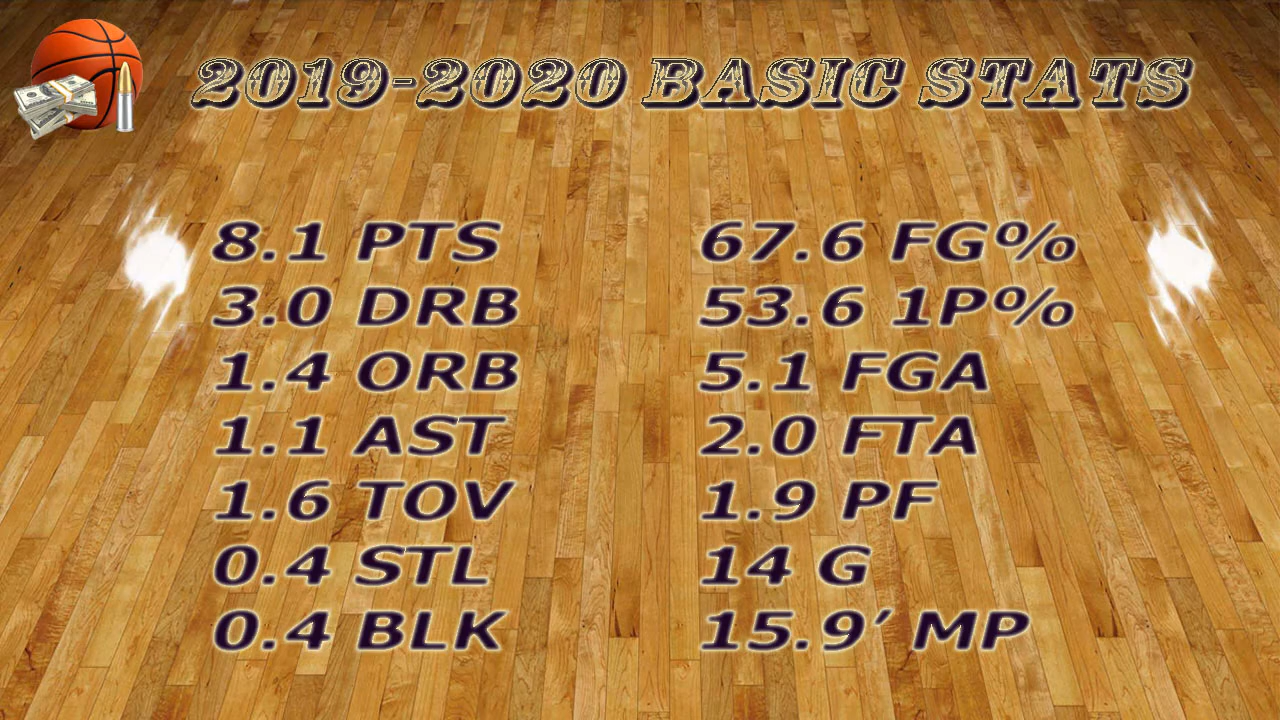 2019-2020 BASIC STATS
8.1 PTS
3.0 DRB
1.4 ORB
1.1 AST
1.6 TOV
0.4 STL
0.4 BLK
67.6 FG%
53.6 1P%
5.1 FGA
2.0 FTA
1.9 PF
14 G
15.9’ MP